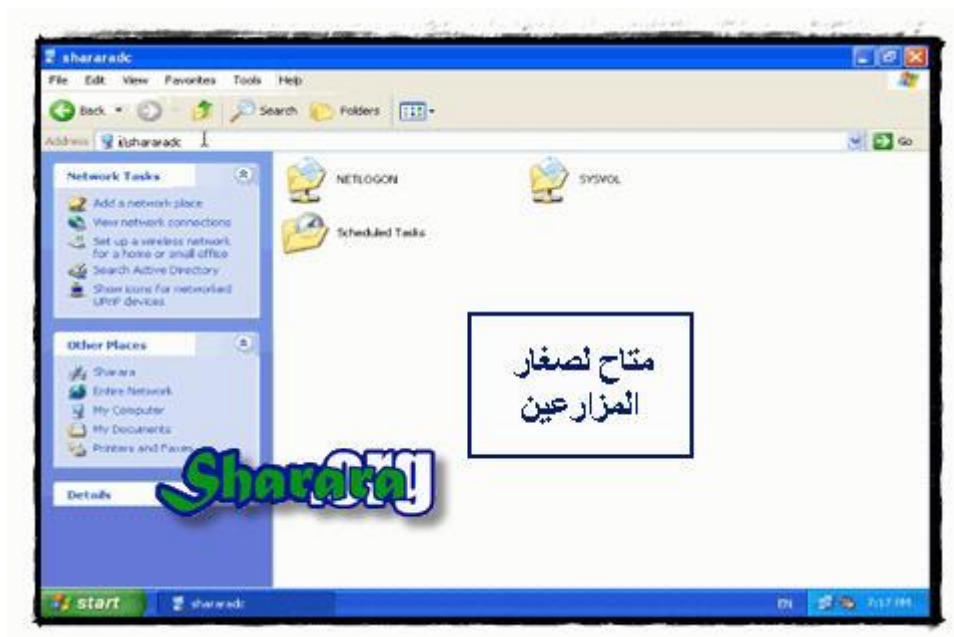 shararadc
File Edit View Favorites Tools Help
Back Search Folders
Address \\shararadc Go
Network Tasks
Add a network place
View network connections
Set up a wireless network
for a home or small office
Search Active Directory
Show icons for networked
UPnP devices
Other Places
Sharara
Entire Network
My Computer
My Documents
Printers and Faxes
Details
NETLOGON
SYSVOL
Scheduled Tasks
متاح لصغار
المزارعين
Sharara.org
start shararadc EN 7:17 PM